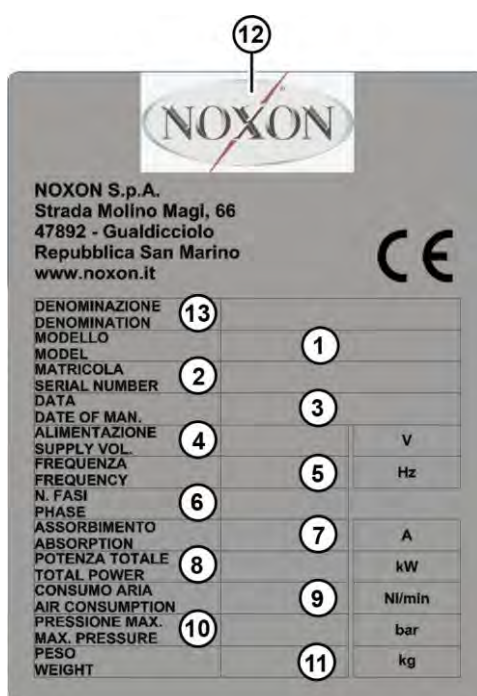 12
NOXON
NOXON S.p.A.
Strada Molino Magi, 66
47892 - Gualdicciolo
Repubblica San Marino
www.noxon.it
CE
DENOMINAZIONE
DENOMINATION
13
MODELLO
MODEL
1
MATRICOLA
SERIAL NUMBER
2
DATA
DATE OF MAN.
3
ALIMENTAZIONE
SUPPLY VOL.
4
V
FREQUENZA
FREQUENCY
5
Hz
N. FASI
PHASE
6
ASSORBIMENTO
ABSORPTION
7
A
POTENZA TOTALE
TOTAL POWER
8
kW
CONSUMO ARIA
AIR CONSUMPTION
9
Nl/min
PRESSIONE MAX.
MAX. PRESSURE
10
bar
PESO
WEIGHT
11
kg